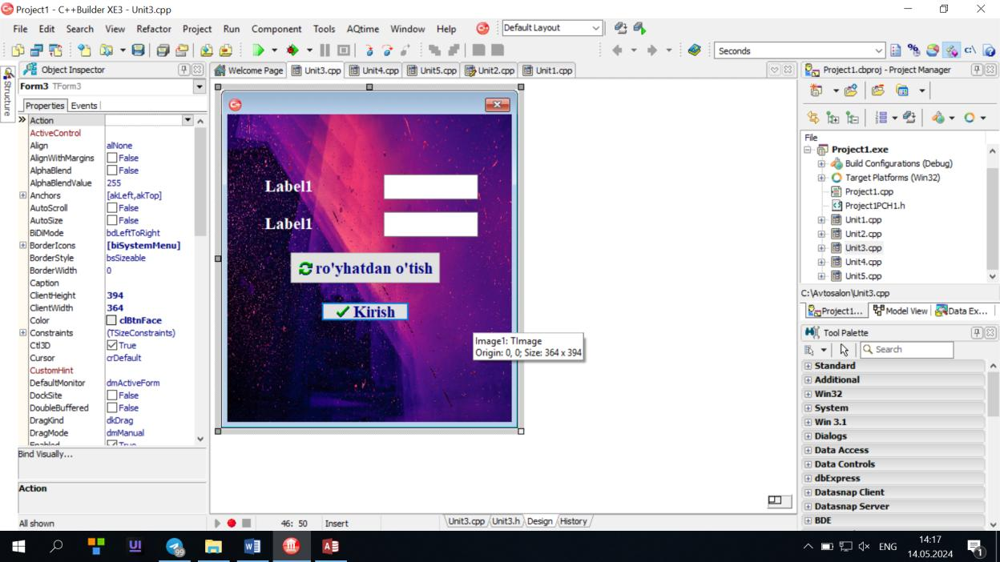 Project1 - C++Builder XE3 - Unit3.cpp
File Edit Search View Refactor Project Run Component Tools AQtime Window Help Default Layout
Seconds
Structure
Object Inspector
Form3 TForm3
Properties Events
Action
ActiveControl
Align alNone
AlignWithMargins False
AlphaBlend False
AlphaBlendValue 255
Anchors [akLeft,akTop]
AutoScroll False
AutoSize False
BiDiMode bdLeftToRight
BorderIcons [biSystemMenu]
BorderStyle bsSizeable
BorderWidth 0
Caption
ClientHeight 394
ClientWidth 364
Color clBtnFace
Constraints (TSizeConstraints)
Ctl3D True
Cursor crDefault
CustomHint
DefaultMonitor dmActiveForm
DockSite False
DoubleBuffered False
DragKind dkDrag
DragMode dmManual
Enabled True
Bind Visually...
Action
All shown
Welcome Page Unit3.cpp Unit4.cpp Unit5.cpp Unit2.cpp Unit1.cpp
Label1
Label1
ro'yhatdan o'tish
Kirish
Image1: TImage
Origin: 0, 0; Size: 364 x 394
46: 50 Insert Unit3.cpp Unit3.h Design History
Project1.cbproj - Project Manager
File
Project1.exe
Build Configurations (Debug)
Target Platforms (Win32)
Project1.cpp
Project1PCH1.h
Unit1.cpp
Unit2.cpp
Unit3.cpp
Unit4.cpp
Unit5.cpp
C:\Avtosalon\Unit3.cpp
Project1... Model View Data Ex...
Tool Palette
Search
Standard
Additional
Win32
System
Win 3.1
Dialogs
Data Access
Data Controls
dbExpress
Datasnap Client
Datasnap Server
BDE
UI 99 ENG 14:17
14.05.2024 1